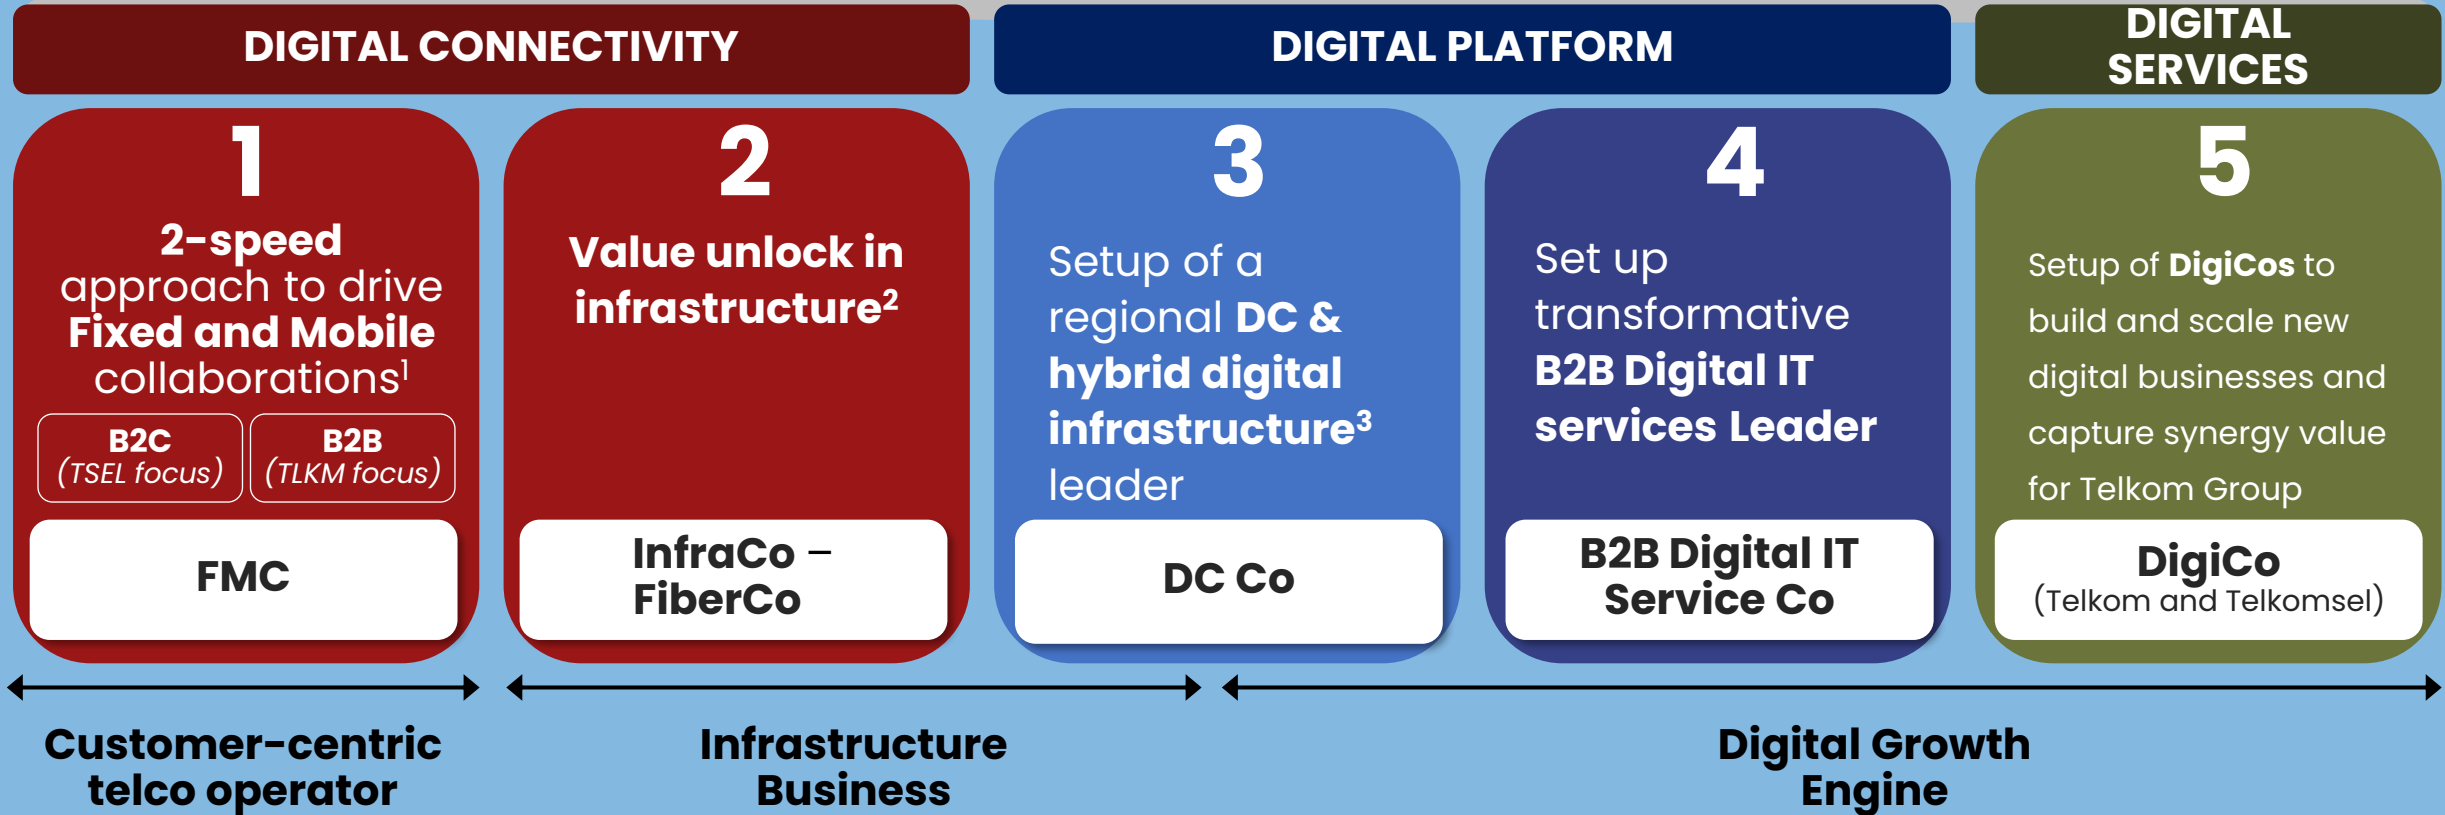 DIGITAL CONNECTIVITY
DIGITAL PLATFORM
DIGITAL
SERVICES
1
2-speed
approach to drive
Fixed and Mobile
collaborations¹
B2C
(TSEL focus)
B2B
(TLKM focus)
FMC
2
Value unlock in
infrastructure²
InfraCo –
FiberCo
3
Setup of a
regional DC &
hybrid digital
infrastructure³
leader
DC Co
4
Set up
transformative
B2B Digital IT
services Leader
B2B Digital IT
Service Co
5
Setup of DigiCos to
build and scale new
digital businesses and
capture synergy value
for Telkom Group
DigiCo
(Telkom and Telkomsel)
Customer-centric
telco operator
Infrastructure
Business
Digital Growth
Engine